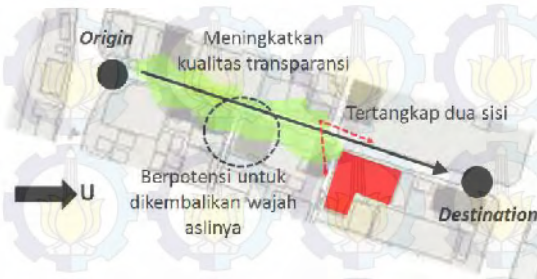 Origin
Meningkatkan
kualitas transparansi
Tertangkap dua sisi
U
Berpotensi untuk
dikembalikan wajah
aslinya
Destination